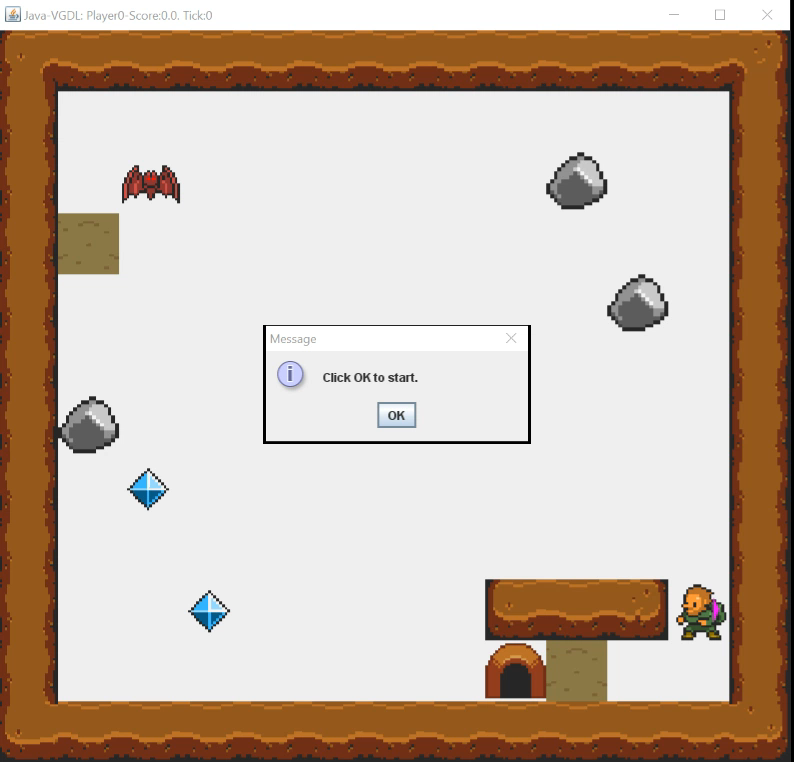 Java-VGDL: Player0-Score:0.0. Tick:0
Message
Click OK to start.
OK